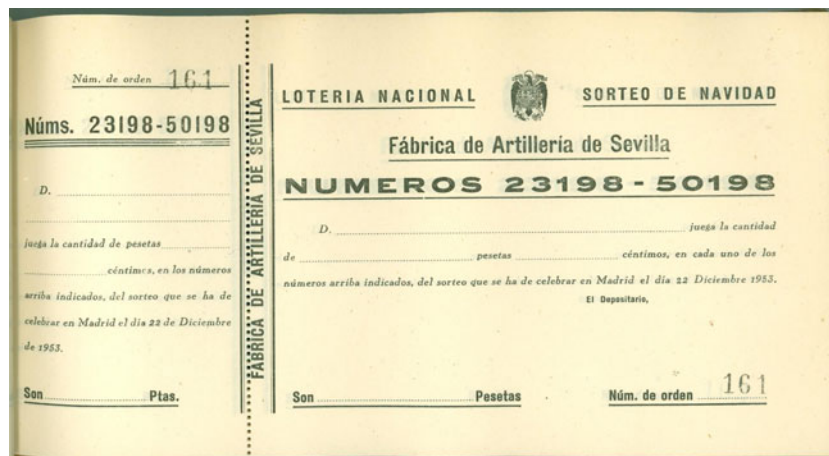 Núm. de orden 161
Núms. 23198-50198
D.
juega la cantidad de pesetas
céntimos, en los números
arriba indicados, del sorteo que se ha de
celebrar en Madrid el día 22 de Diciembre
de 1953.
Son Ptas.
FABRICA DE ARTILLERIA DE SEVILLA
LOTERIA NACIONAL SORTEO DE NAVIDAD
Fábrica de Artillería de Sevilla
NUMEROS 23198-50198
D. juega la cantidad
de pesetas céntimos, en cada uno de los
números arriba indicados, del sorteo que se ha de celebrar en Madrid el día 22 Diciembre 1953.
El Depositario,
Son Pesetas Núm. de orden 161